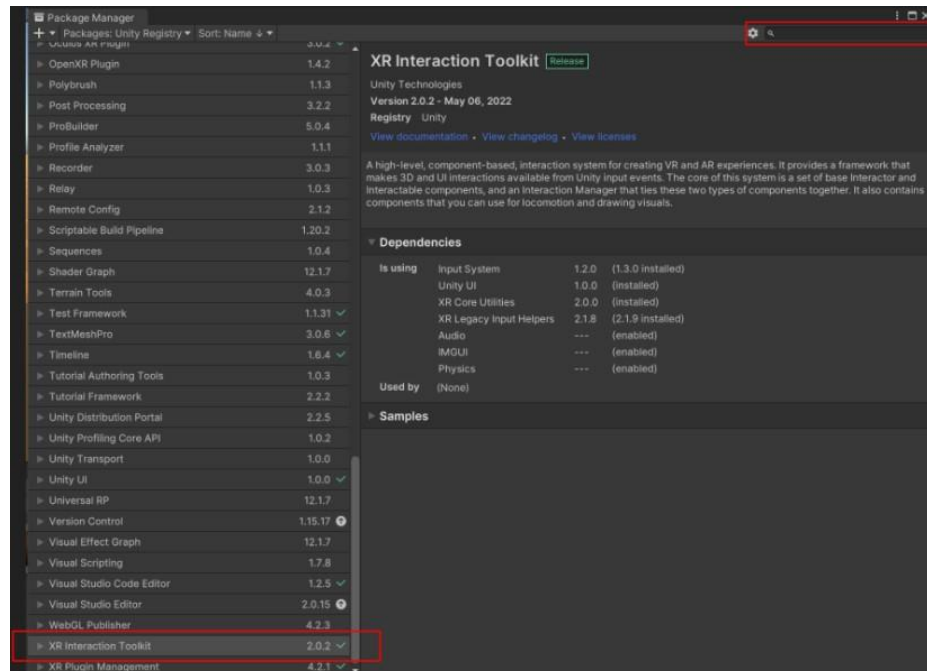 Package Manager
+ Packages: Unity Registry Sort: Name ↓
Oculus XR Plugin 3.0.2
OpenXR Plugin 1.4.2
Polybrush 1.1.3
Post Processing 3.2.2
ProBuilder 5.0.4
Profile Analyzer 1.1.1
Recorder 3.0.3
Relay 1.0.3
Remote Config 2.1.2
Scriptable Build Pipeline 1.20.2
Sequences 1.0.4
Shader Graph 12.1.7
Terrain Tools 4.0.3
Test Framework 1.1.31 ✓
TextMeshPro 3.0.6 ✓
Timeline 1.6.4 ✓
Tutorial Authoring Tools 1.0.3
Tutorial Framework 2.2.2
Unity Distribution Portal 2.2.5
Unity Profiling Core API 1.0.2
Unity Transport 1.0.0
Unity UI 1.0.0 ✓
Universal RP 12.1.7
Version Control 1.15.17
Visual Effect Graph 12.1.7
Visual Scripting 1.7.8
Visual Studio Code Editor 1.2.5 ✓
Visual Studio Editor 2.0.15
WebGL Publisher 4.2.3
XR Interaction Toolkit 2.0.2 ✓
XR Plugin Management 4.2.1 ✓
XR Interaction Toolkit Release
Unity Technologies
Version 2.0.2 - May 06, 2022
Registry Unity
View documentation • View changelog • View licenses
A high-level, component-based, interaction system for creating VR and AR experiences. It provides a framework that
makes 3D and UI interactions available from Unity input events. The core of this system is a set of base Interactor and
Interactable components, and an Interaction Manager that ties these two types of components together. It also contains
components that you can use for locomotion and drawing visuals.
Dependencies
Is using Input System 1.2.0 (1.3.0 installed)
Unity UI 1.0.0 (installed)
XR Core Utilities 2.0.0 (installed)
XR Legacy Input Helpers 2.1.8 (2.1.9 installed)
Audio --- (enabled)
IMGUI --- (enabled)
Physics --- (enabled)
Used by (None)
Samples